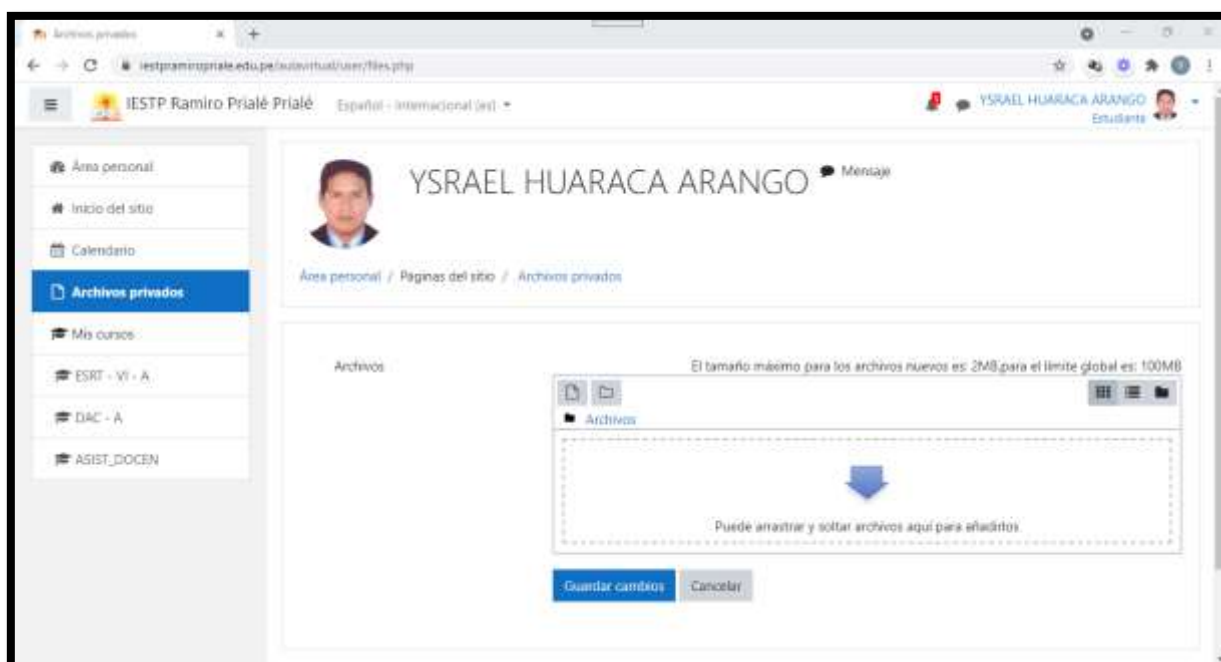 Archivos privados
iestpramiropriale.edu.pe/aulavirtual/user/files.php
IESTP Ramiro Prialé Prialé Español - Internacional (es)
YSRAEL HUARACA ARANGO
Estudiante
Área personal
Inicio del sitio
Calendario
Archivos privados
Mis cursos
ESRT - VI - A
DAC - A
ASIST_DOCEN
YSRAEL HUARACA ARANGO Mensaje
Área personal / Páginas del sitio / Archivos privados
Archivos
El tamaño máximo para los archivos nuevos es: 2MB,para el límite global es: 100MB
Archivos
Puede arrastrar y soltar archivos aquí para añadirlos
Guardar cambios Cancelar